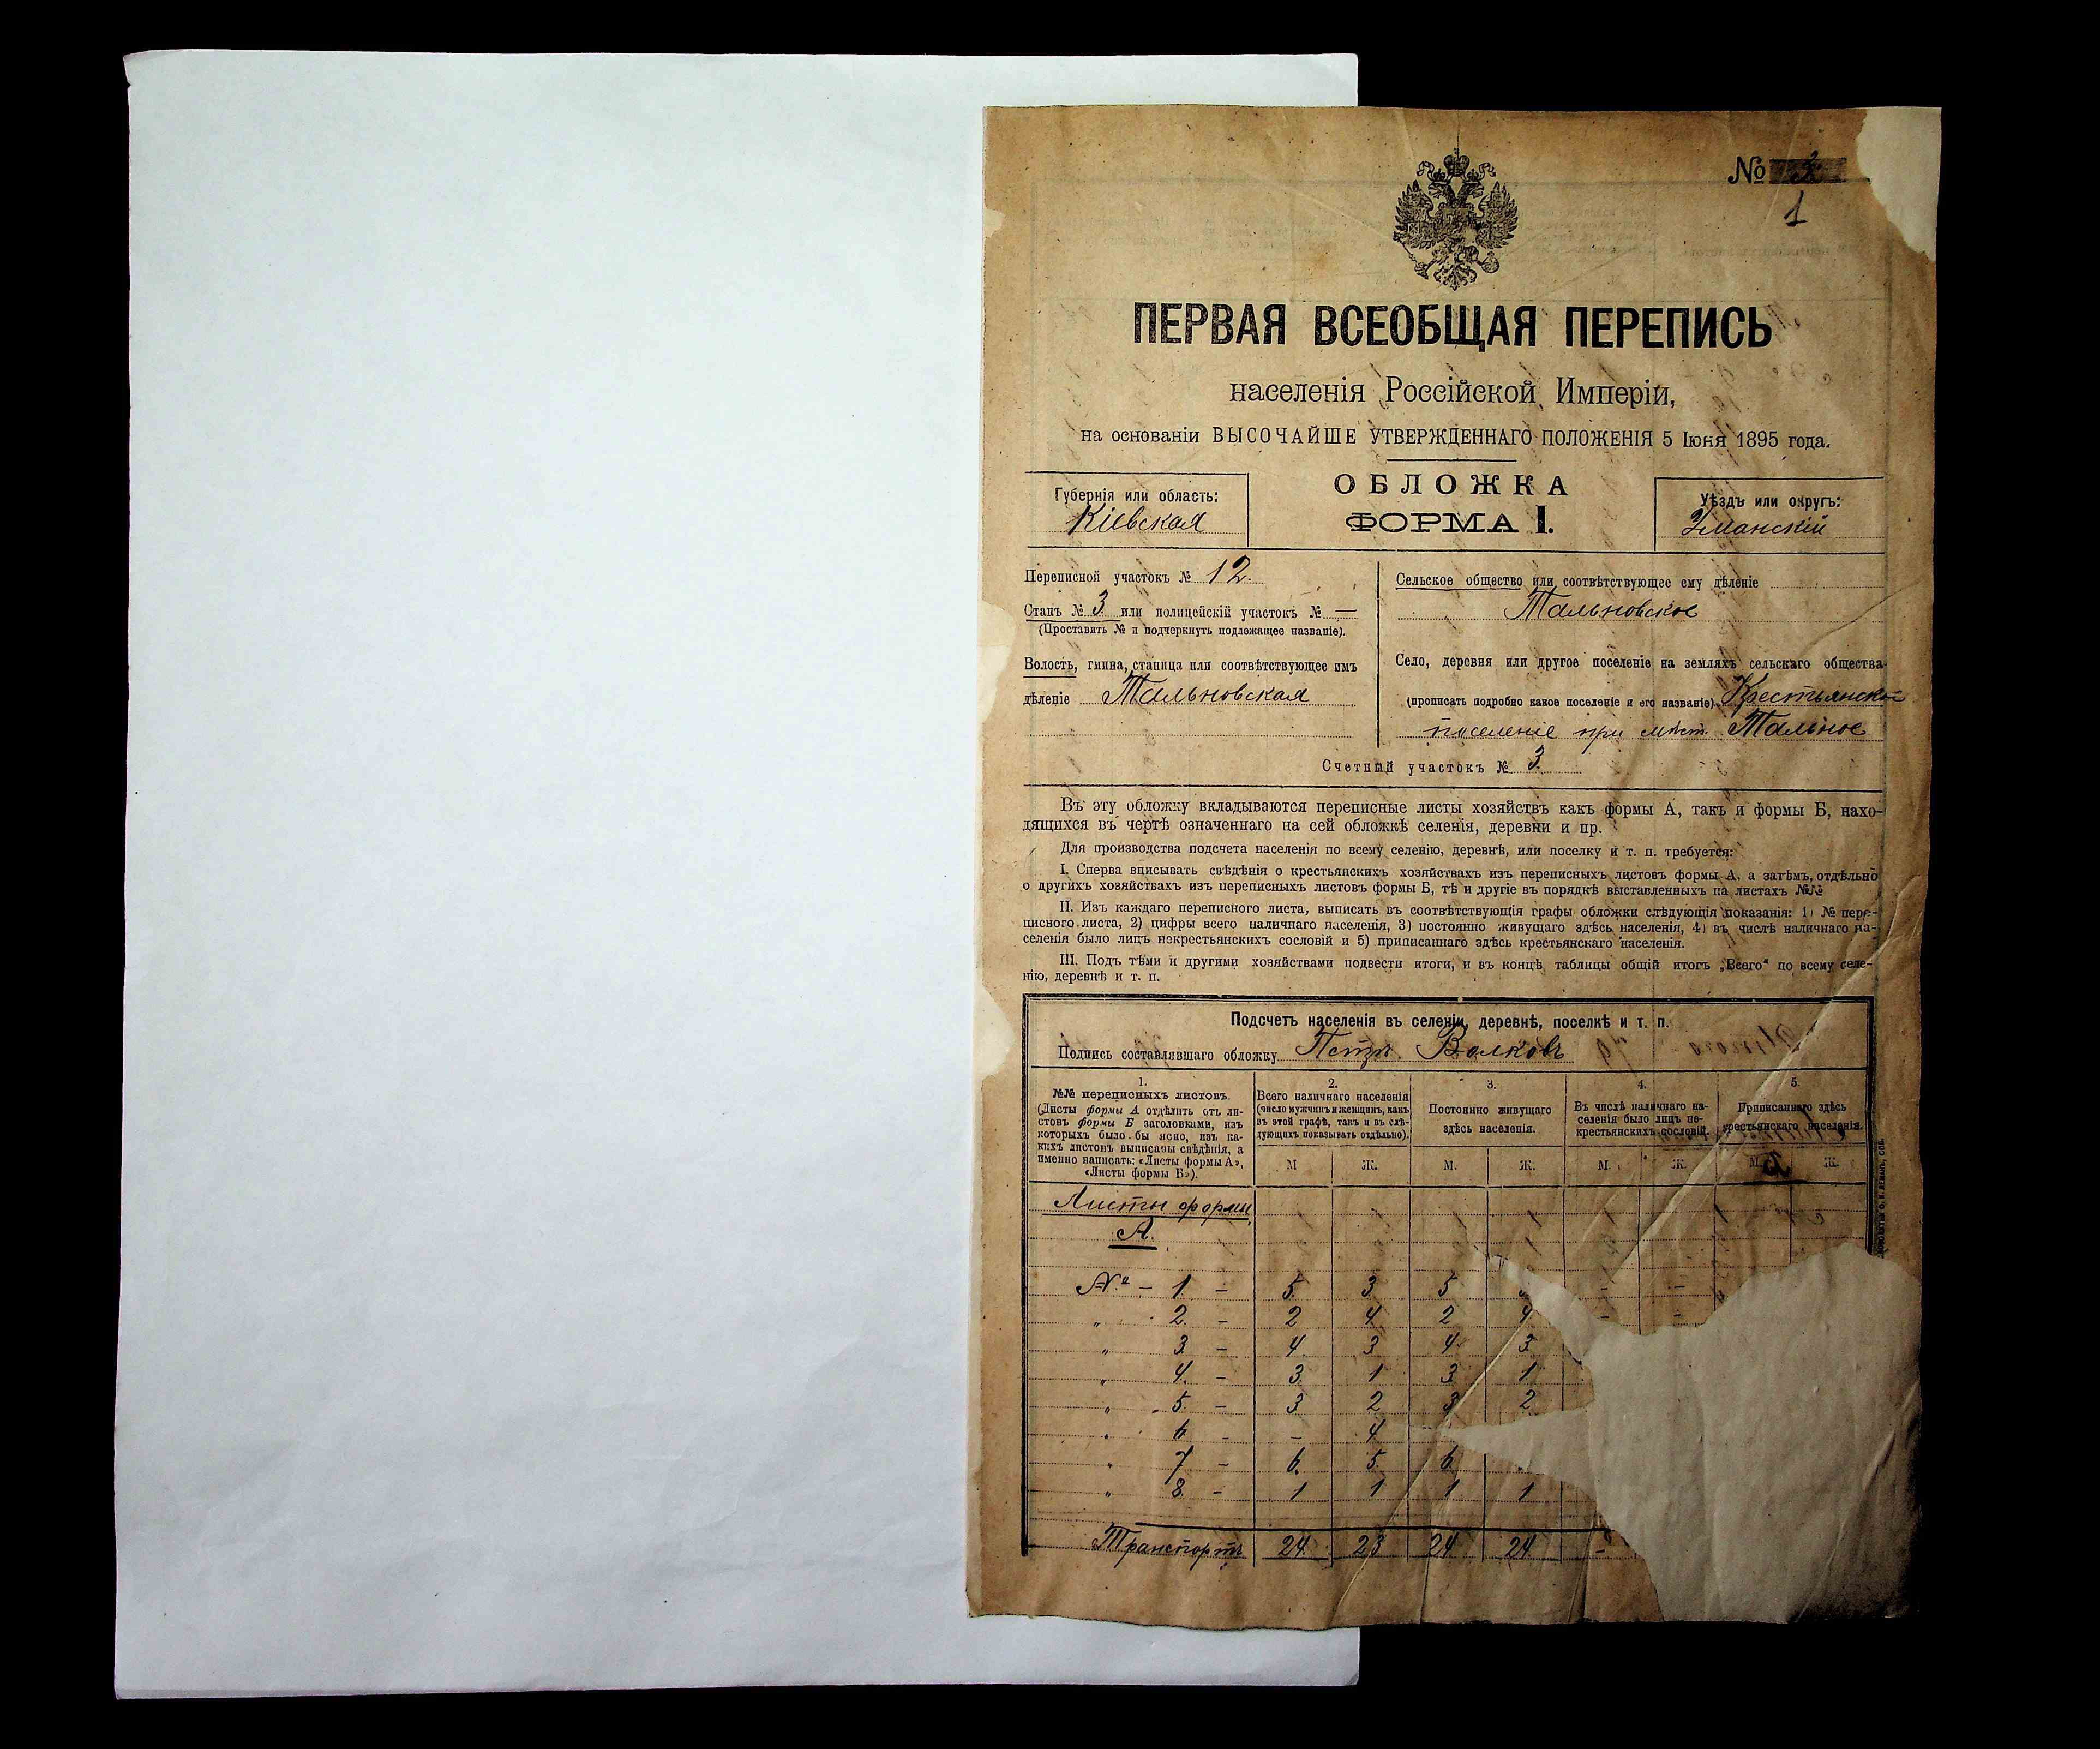 № 3
1
ПЕРВАЯ ВСЕОБЩАЯ ПЕРЕПИСЬ
населенія Россійской Имперіи,
на основаніи ВЫСОЧАЙШЕ УТВЕРЖДЕННАГО ПОЛОЖЕНІЯ 5 Іюня 1895 года.
ОБЛОЖКА
ФОРМА I.
Губернія или область:
Кіевская
Уѣздъ или округъ:
Уманскій
Переписной участокъ № 12.
Станъ № 3 или полицейскій участокъ № —
(Проставить № и подчеркнуть подлежащее названіе).
Волость, гмина, станица или соотвѣтствующее имъ
дѣленіе Тальновская
Сельское общество или соотвѣтствующее ему дѣленіе
Тальновское
Село, деревня или другое поселеніе на земляхъ сельскаго общества
(прописать подробно какое поселеніе и его названіе) Крестьянское
поселеніе при мѣст. Тальное
Счетный участокъ № 3.
Въ эту обложку вкладываются переписные листы хозяйствъ какъ формы А, такъ и формы Б, нахо-
дящихся въ чертѣ означеннаго на сей обложкѣ селенія, деревни и пр.
Для производства подсчета населенія по всему селенію, деревнѣ, или поселку и т. п. требуется:
I. Сперва вписывать свѣдѣнія о крестьянскихъ хозяйствахъ изъ переписныхъ листовъ формы А, а затѣмъ, отдѣльно
о другихъ хозяйствахъ изъ переписныхъ листовъ формы Б, тѣ и другіе въ порядкѣ выставленныхъ на листахъ №№
II. Изъ каждаго переписного листа, выписать въ соотвѣтствующія графы обложки слѣдующія показанія: 1) № пере-
писного листа, 2) цифры всего наличнаго населенія, 3) постоянно живущаго здѣсь населенія, 4) въ числѣ наличнаго на-
селенія было лицъ некрестьянскихъ сословій и 5) приписаннаго здѣсь крестьянскаго населенія.
III. Подъ тѣми и другими хозяйствами подвести итоги, и въ концѣ таблицы общій итогъ „Всего“ по всему селе-
нію, деревнѣ и т. п.
Подсчетъ населенія въ селеніи, деревнѣ, поселкѣ и т. п.
Подпись составлявшаго обложку Петръ Волковъ
1.
№№ переписныхъ листовъ.
(Листы формы А отдѣлить отъ ли-
стовъ формы Б заголовками, изъ
которыхъ было бы ясно, изъ ка-
кихъ листовъ выписаны свѣдѣнія, а
именно написать: «Листы формы А»,
«Листы формы Б»).
2.
Всего наличнаго населенія
(число мужчинъ и женщинъ, какъ
въ этой графѣ, такъ и въ слѣ-
дующихъ показывать отдѣльно).
3.
Постоянно живущаго
здѣсь населенія.
4.
Въ числѣ наличнаго на-
селенія было лицъ не-
крестьянскихъ сословій.
5.
Приписаннаго здѣсь
крестьянскаго населенія.
М Ж. М. Ж. М. Ж. М. Ж.
Листы формы
А.
№ – 1. – 5. 3. 5 – –
„ 2. – 2 4 2 4 – –
„ 3. – 4. 3 4. 3.
„ 4. – 3. 1 3. 1
„ 5. – 3 2 3 2
„ 6 – – 4.
„ 7 – 6. 5. 6.
„ 8. – 1 1 1 1
Транспортъ 24. 23 24 24 –